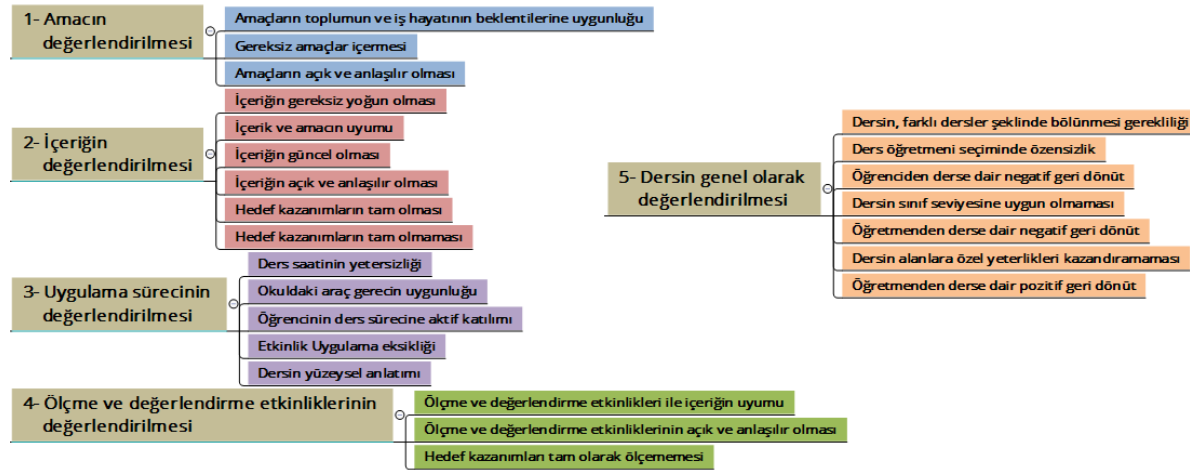 1- Amacın
değerlendirilmesi
Amaçların toplumun ve iş hayatının beklentilerine uygunluğu
Gereksiz amaçlar içermesi
Amaçların açık ve anlaşılır olması
2- İçeriğin
değerlendirilmesi
İçeriğin gereksiz yoğun olması
İçerik ve amacın uyumu
İçeriğin güncel olması
İçeriğin açık ve anlaşılır olması
Hedef kazanımların tam olması
Hedef kazanımların tam olmaması
3- Uygulama sürecinin
değerlendirilmesi
Ders saatinin yetersizliği
Okuldaki araç gerecin uygunluğu
Öğrencinin ders sürecine aktif katılımı
Etkinlik Uygulama eksikliği
Dersin yüzeysel anlatımı
4- Ölçme ve değerlendirme etkinliklerinin
değerlendirilmesi
Ölçme ve değerlendirme etkinlikleri ile içeriğin uyumu
Ölçme ve değerlendirme etkinliklerinin açık ve anlaşılır olması
Hedef kazanımları tam olarak ölçememesi
5- Dersin genel olarak
değerlendirilmesi
Dersin, farklı dersler şeklinde bölünmesi gerekliliği
Ders öğretmeni seçiminde özensizlik
Öğrenciden derse dair negatif geri dönüt
Dersin sınıf seviyesine uygun olmaması
Öğretmenden derse dair negatif geri dönüt
Dersin alanlara özel yeterlikleri kazandıramaması
Öğretmenden derse dair pozitif geri dönüt